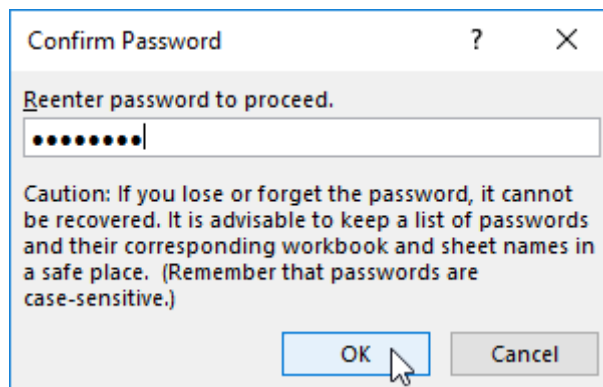 Confirm Password ?
Reenter password to proceed.
••••••••
Caution: If you lose or forget the password, it cannot
be recovered. It is advisable to keep a list of passwords
and their corresponding workbook and sheet names in
a safe place.  (Remember that passwords are
case-sensitive.)
OK Cancel